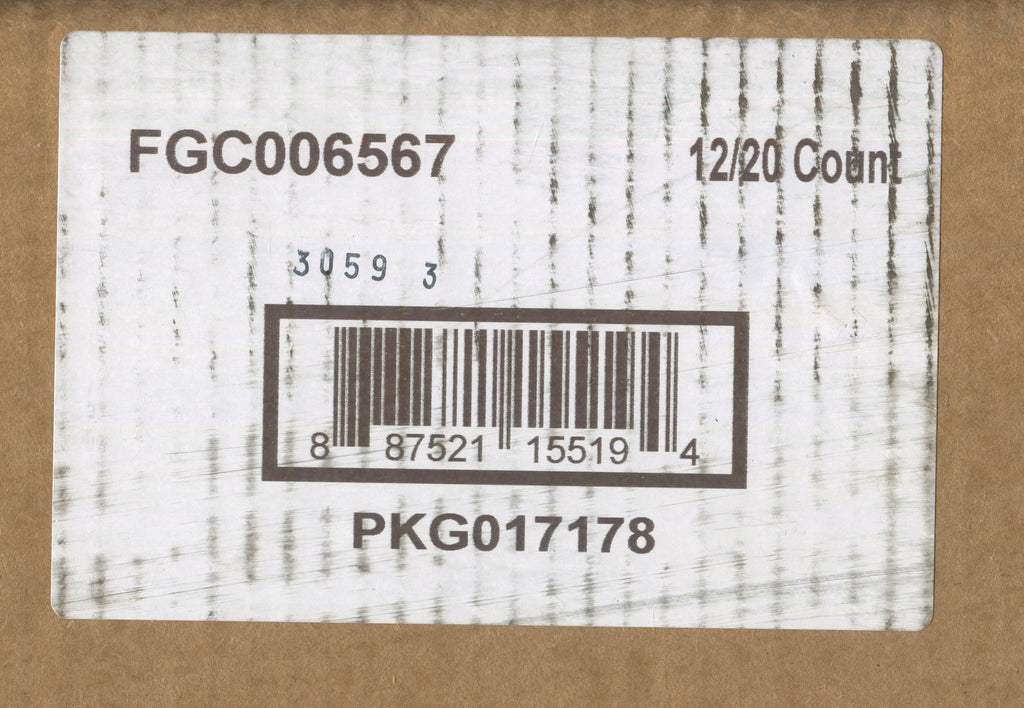 FGC006567 12/20 Count
3059 3
8 87521 15519 4
PKG017178